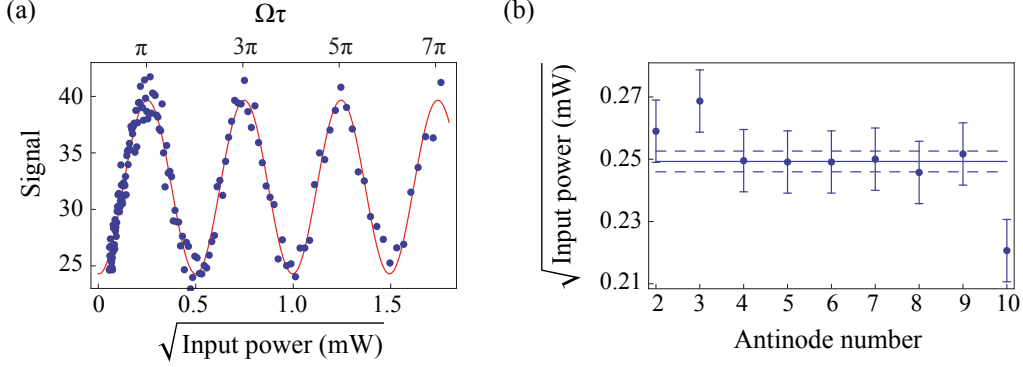 (a)
Ωτ
π 3π 5π 7π
40
35
30
25
Signal
0 0.5 1.0 1.5
√Input power (mW)
(b)
0.27
0.25
0.23
0.21
√Input power (mW)
2 3 4 5 6 7 8 9 10
Antinode number